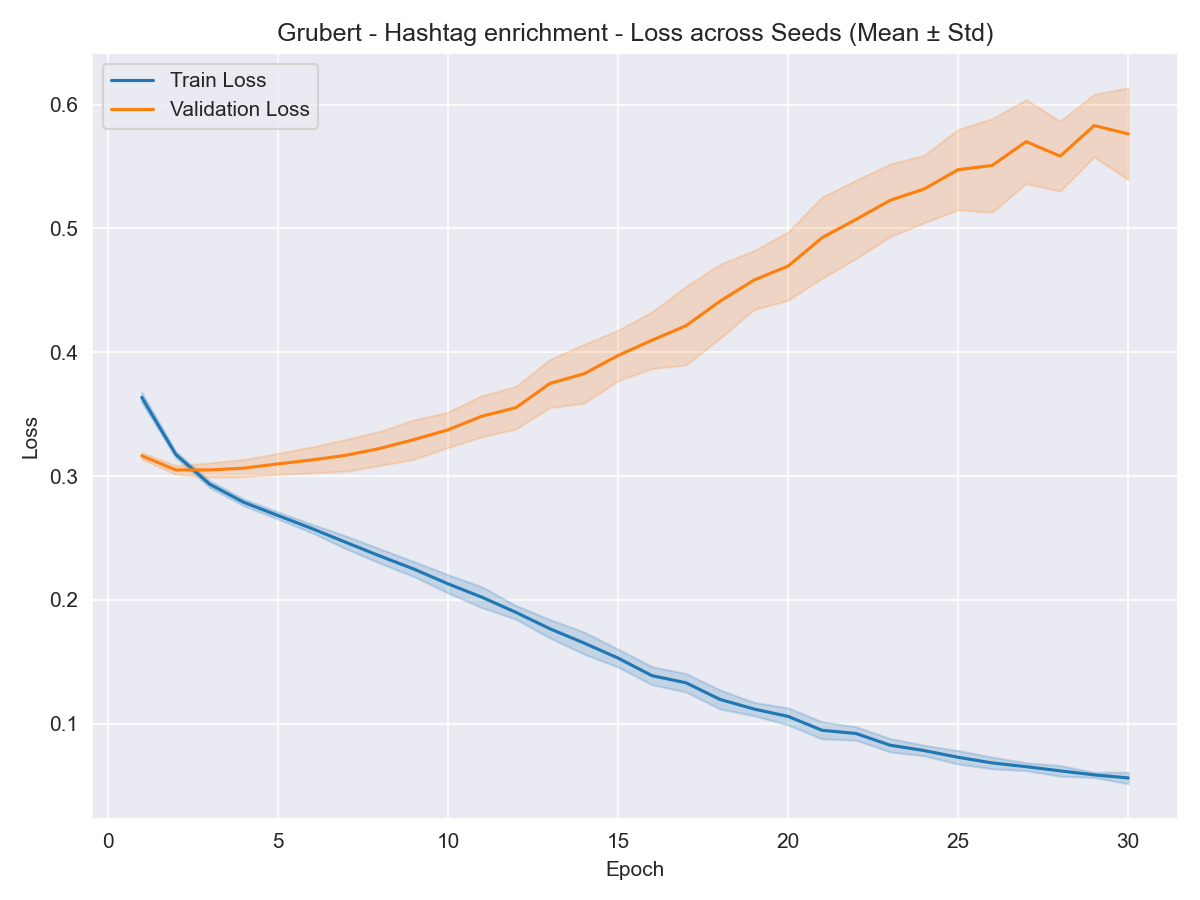 Grubert - Hashtag enrichment - Loss across Seeds (Mean ± Std)
Train Loss
Validation Loss
Loss
0.6
0.5
0.4
0.3
0.2
0.1
0 5 10 15 20 25 30
Epoch